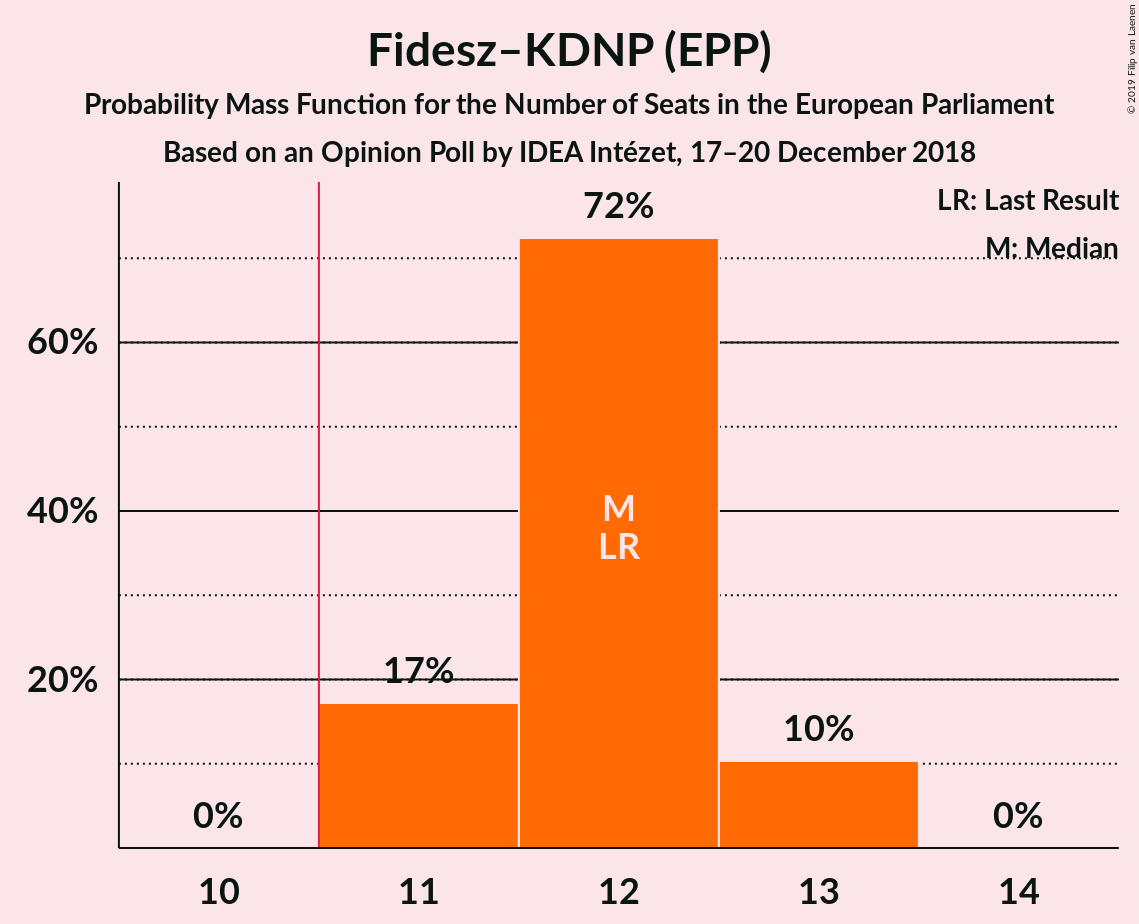 Fidesz–KDNP (EPP)
Probability Mass Function for the Number of Seats in the European Parliament
Based on an Opinion Poll by IDEA Intézet, 17–20 December 2018
© 2019 Filip van Laenen
LR: Last Result
M: Median
72%
60%
40%
M
LR
20%
17%
10%
0%
0%
10
11
12
13
14